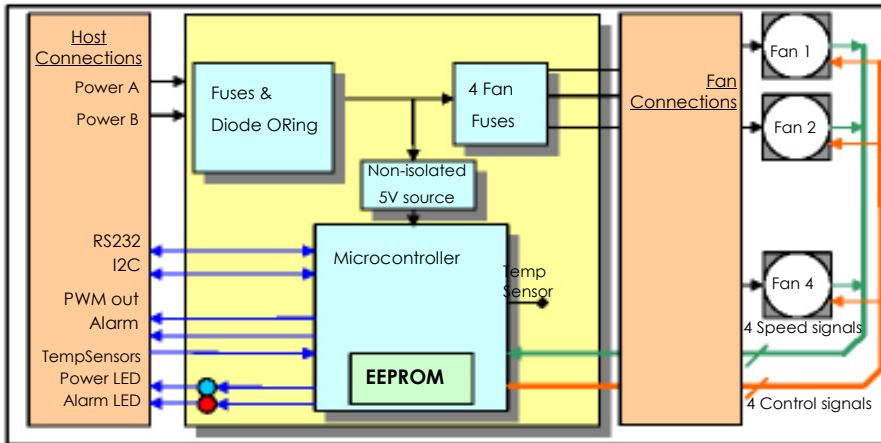 Host
Connections
Power A
Power B
RS232
I2C
PWM out
Alarm
TempSensors
Power LED
Alarm LED
Fuses &
Diode ORing
4 Fan
Fuses
Non-isolated
5V source
Microcontroller
EEPROM
Temp
Sensor
Fan
Connections
Fan 1
Fan 2
Fan 4
4 Speed signals
4 Control signals